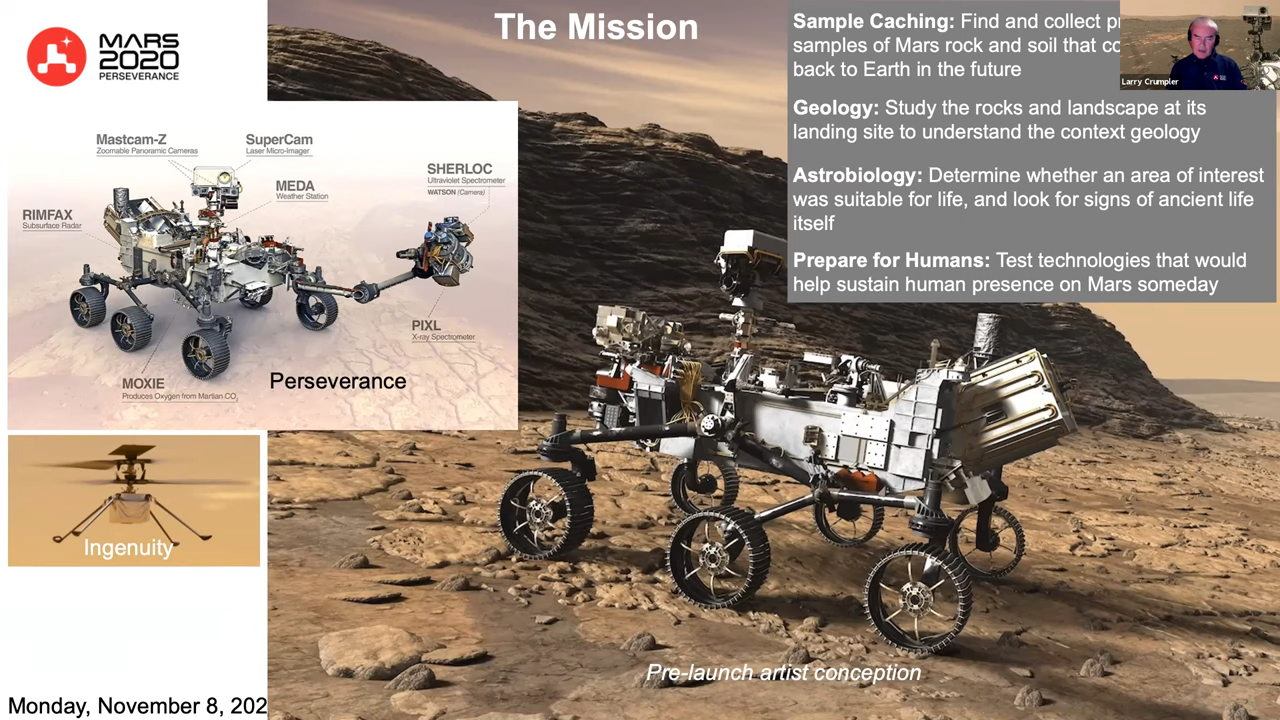 MARS
2020
PERSEVERANCE
The Mission
Sample Caching: Find and collect
samples of Mars rock and soil that
back to Earth in the future
Geology: Study the rocks and landscape at its
landing site to understand the context geology
Astrobiology: Determine whether an area of interest
was suitable for life, and look for signs of ancient life
itself
Prepare for Humans: Test technologies that would
help sustain human presence on Mars someday
Larry Crumpler
Mastcam-Z
Zoomable Panoramic Cameras
SuperCam
Laser Micro-Imager
MEDA
Weather Station
SHERLOC
Ultraviolet Spectrometer
WATSON (Camera)
RIMFAX
Subsurface Radar
PIXL
X-ray Spectrometer
MOXIE
Produces Oxygen from Martian CO₂
Perseverance
Ingenuity
Pre-launch artist conception
Monday, November 8, 202